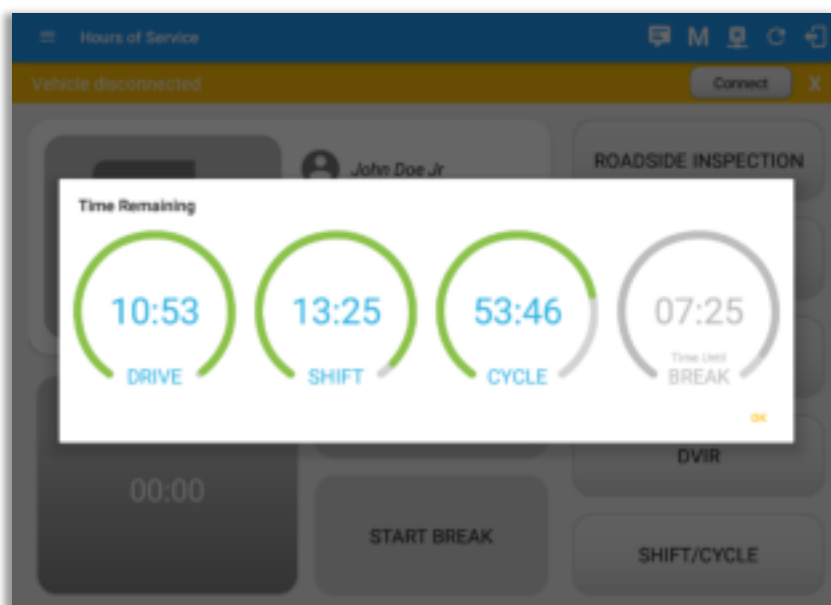 Hours of Service
M
Vehicle disconnected
Connect
X
John Doe Jr
ROADSIDE INSPECTION
Time Remaining
10:53
DRIVE
13:25
SHIFT
53:46
CYCLE
07:25
Time Until
BREAK
OK
DVIR
00:00
START BREAK
SHIFT/CYCLE